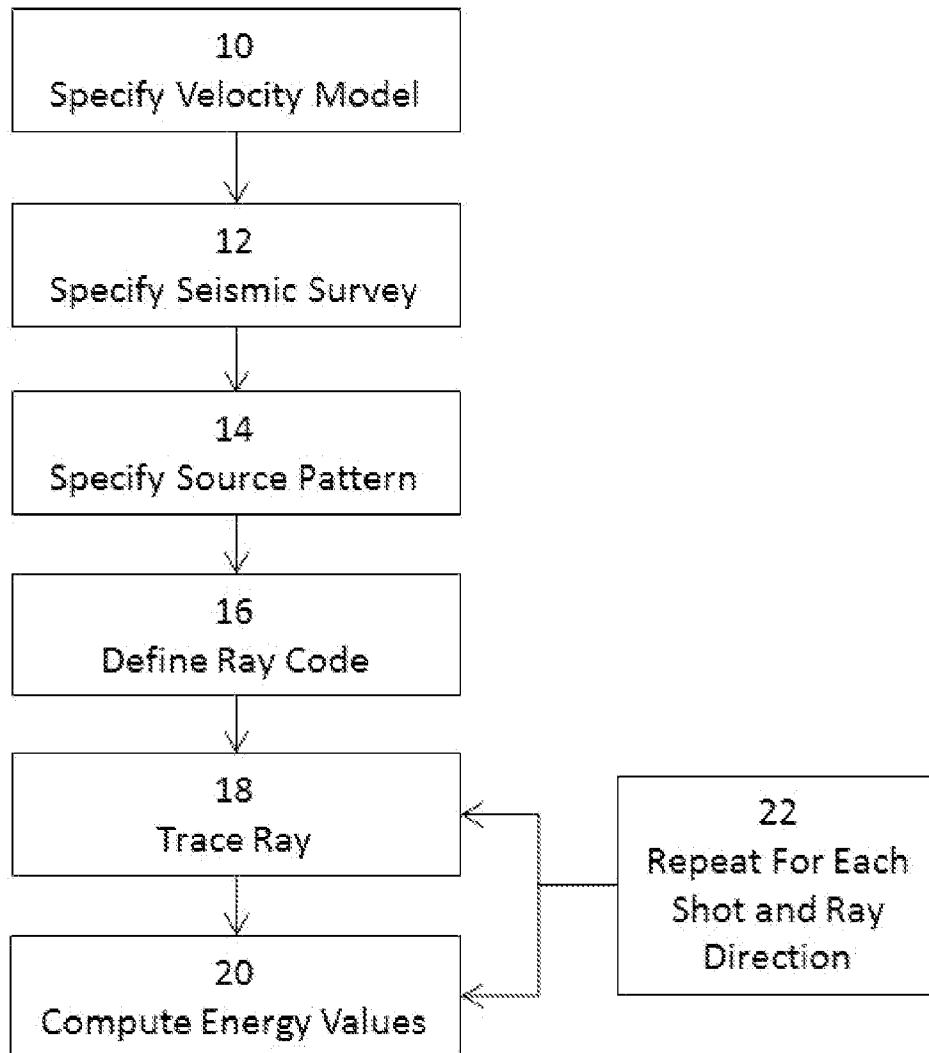 10
Specify Velocity Model
12
Specify Seismic Survey
14
Specify Source Pattern
16
Define Ray Code
18
Trace Ray
20
Compute Energy Values
22
Repeat For Each
Shot and Ray
Direction